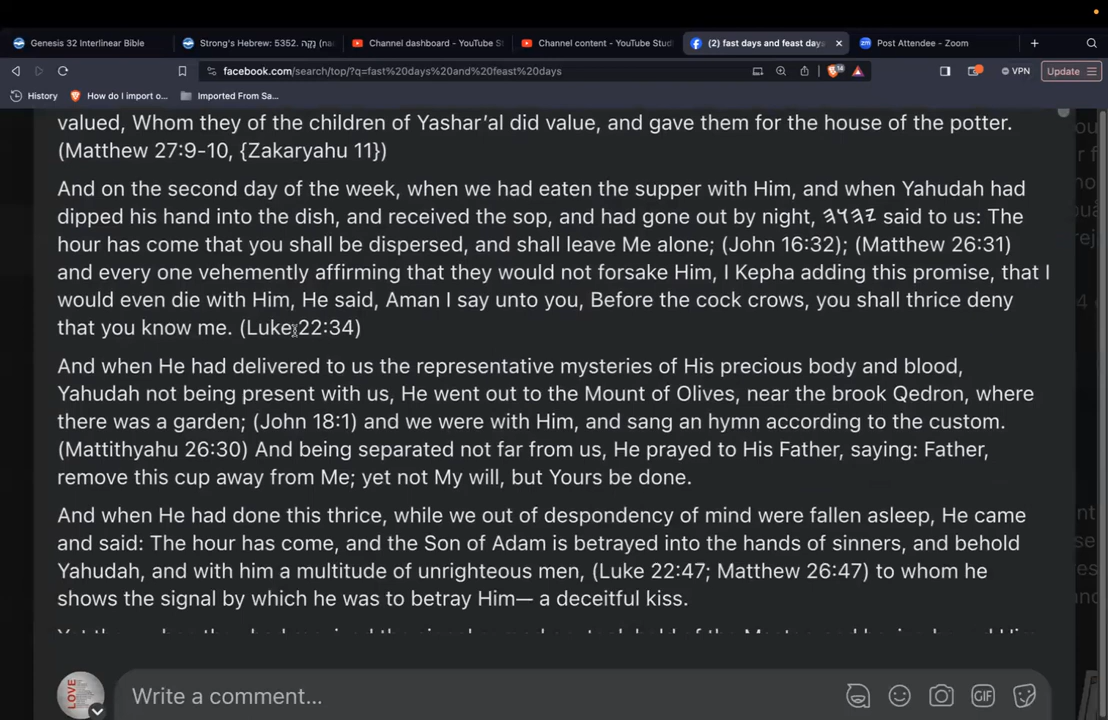 Genesis 32 Interlinear Bible
Strong's Hebrew: 5352. נָקָה (na
Channel dashboard - YouTube S
Channel content - YouTube Studi
(2) fast days and feast days
Post Attendee - Zoom
facebook.com/search/top/?q=fast%20days%20and%20feast%20days
VPN
Update
History
How do I import o...
Imported From Sa...
valued, Whom they of the children of Yashar’al did value, and gave them for the house of the potter.
(Matthew 27:9-10, {Zakaryahu 11})
And on the second day of the week, when we had eaten the supper with Him, and when Yahudah had
dipped his hand into the dish, and received the sop, and had gone out by night, 𐤉𐤄𐤅𐤄 said to us: The
hour has come that you shall be dispersed, and shall leave Me alone; (John 16:32); (Matthew 26:31)
and every one vehemently affirming that they would not forsake Him, I Kepha adding this promise, that I
would even die with Him, He said, Aman I say unto you, Before the cock crows, you shall thrice deny
that you know me. (Luke 22:34)
And when He had delivered to us the representative mysteries of His precious body and blood,
Yahudah not being present with us, He went out to the Mount of Olives, near the brook Qedron, where
there was a garden; (John 18:1) and we were with Him, and sang an hymn according to the custom.
(Mattithyahu 26:30) And being separated not far from us, He prayed to His Father, saying: Father,
remove this cup away from Me; yet not My will, but Yours be done.
And when He had done this thrice, while we out of despondency of mind were fallen asleep, He came
and said: The hour has come, and the Son of Adam is betrayed into the hands of sinners, and behold
Yahudah, and with him a multitude of unrighteous men, (Luke 22:47; Matthew 26:47) to whom he
shows the signal by which he was to betray Him— a deceitful kiss.
LOVE
Write a comment...
GIF